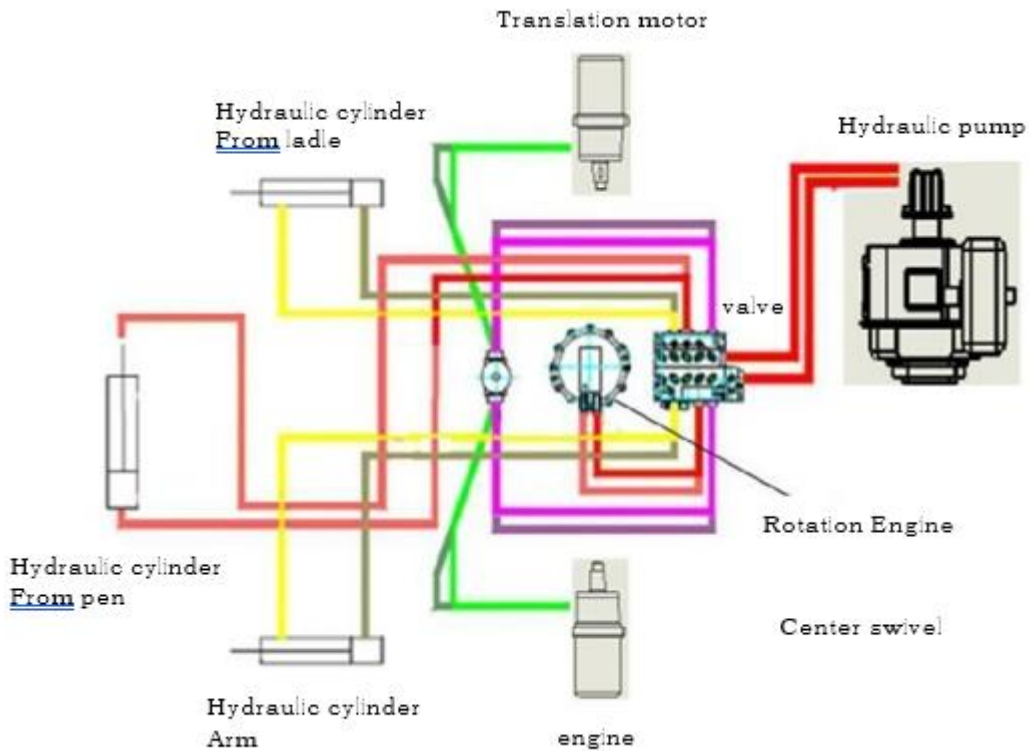 Translation motor
Hydraulic cylinder
From ladle
Hydraulic pump
valve
Rotation Engine
Hydraulic cylinder
From pen
Center swivel
Hydraulic cylinder
Arm
engine